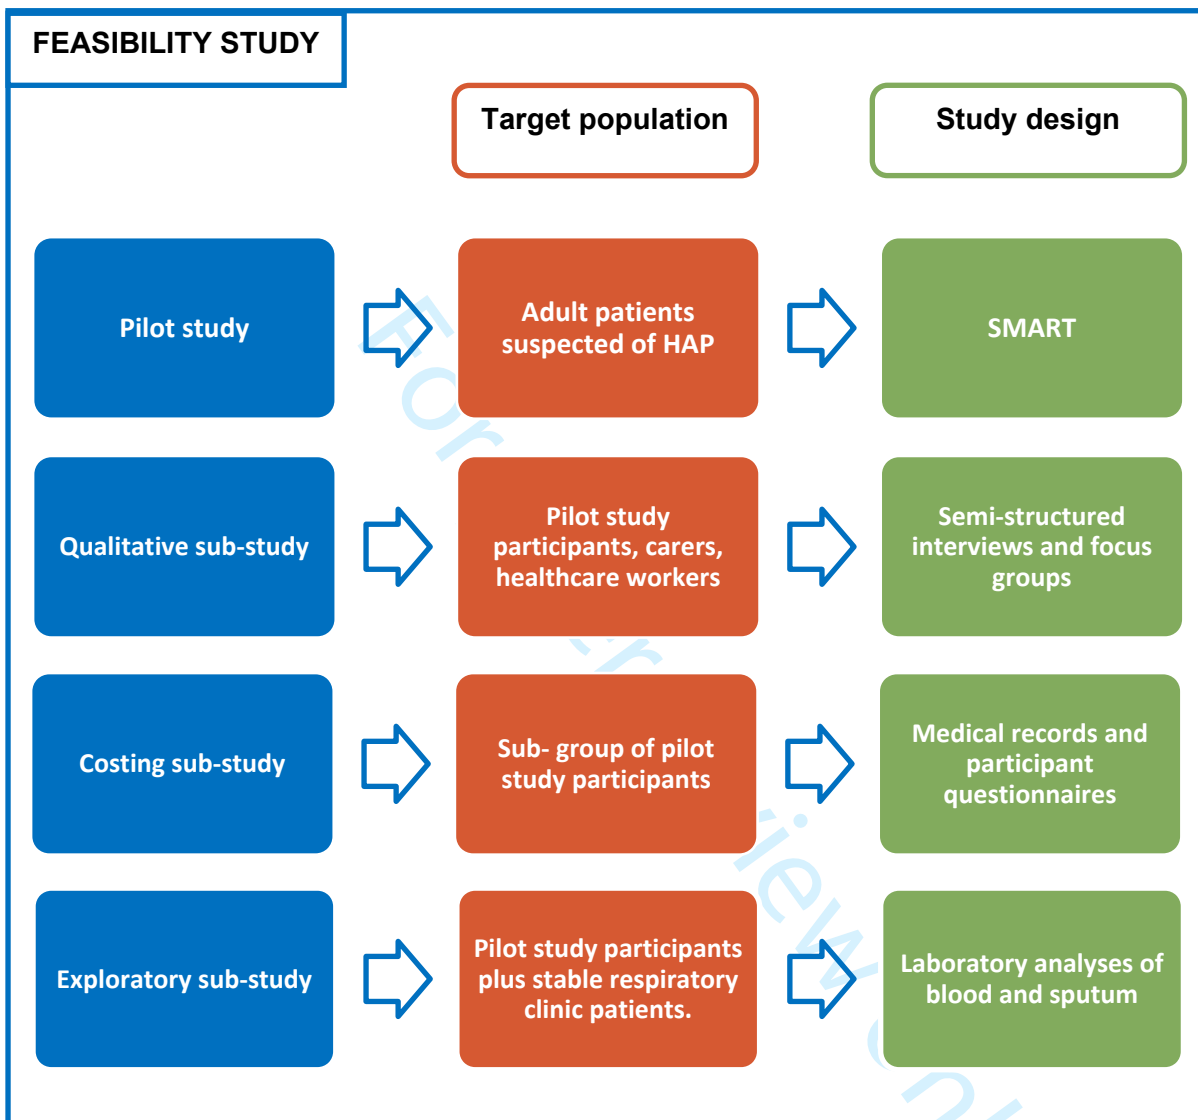 FEASIBILITY STUDY
Target population
Study design
Pilot study
Adult patients
suspected of HAP
SMART
Qualitative sub-study
Pilot study
participants, carers,
healthcare workers
Semi-structured
interviews and focus
groups
Costing sub-study
Sub- group of pilot
study participants
Medical records and
participant
questionnaires
Exploratory sub-study
Pilot study participants
plus stable respiratory
clinic patients.
Laboratory analyses of
blood and sputum
For